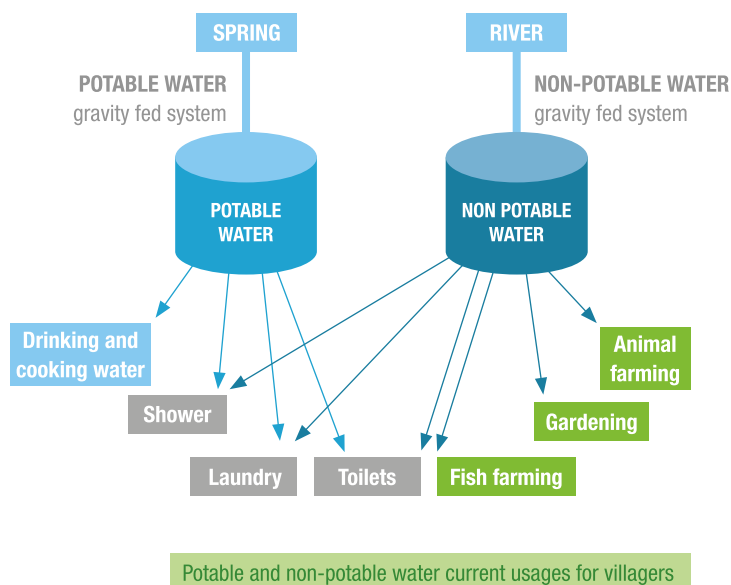 SPRING
RIVER
POTABLE WATER
gravity fed system
NON-POTABLE WATER
gravity fed system
POTABLE
WATER
NON POTABLE
WATER
Drinking and
cooking water
Animal
farming
Shower
Gardening
Laundry
Toilets
Fish farming
Potable and non-potable water current usages for villagers